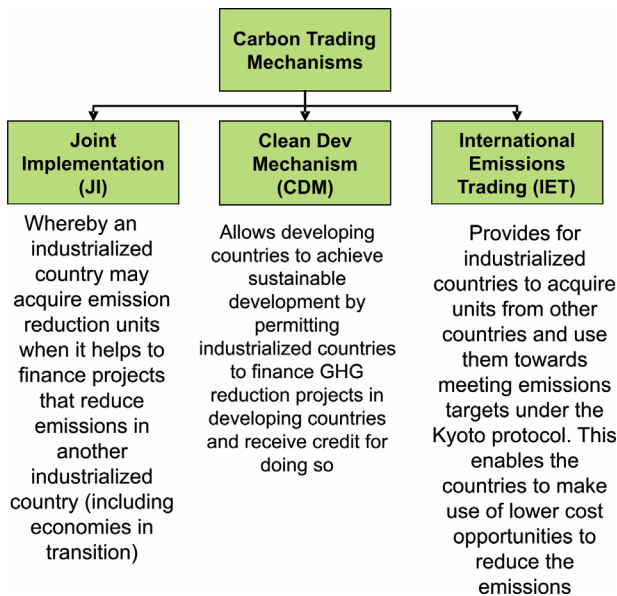 Carbon Trading
Mechanisms
Joint
Implementation
(JI)
Clean Dev
Mechanism
(CDM)
International
Emissions
Trading (IET)
Whereby an
industrialized
country may
acquire emission
reduction units
when it helps to
finance projects
that reduce
emissions in
another
industrialized
country (including
economies in
transition)
Allows developing
countries to achieve
sustainable
development by
permitting
industrialized countries
to finance GHG
reduction projects in
developing countries
and receive credit for
doing so
Provides for
industrialized
countries to acquire
units from other
countries and use
them towards
meeting emissions
targets under the
Kyoto protocol. This
enables the
countries to make
use of lower cost
opportunities to
reduce the
emissions